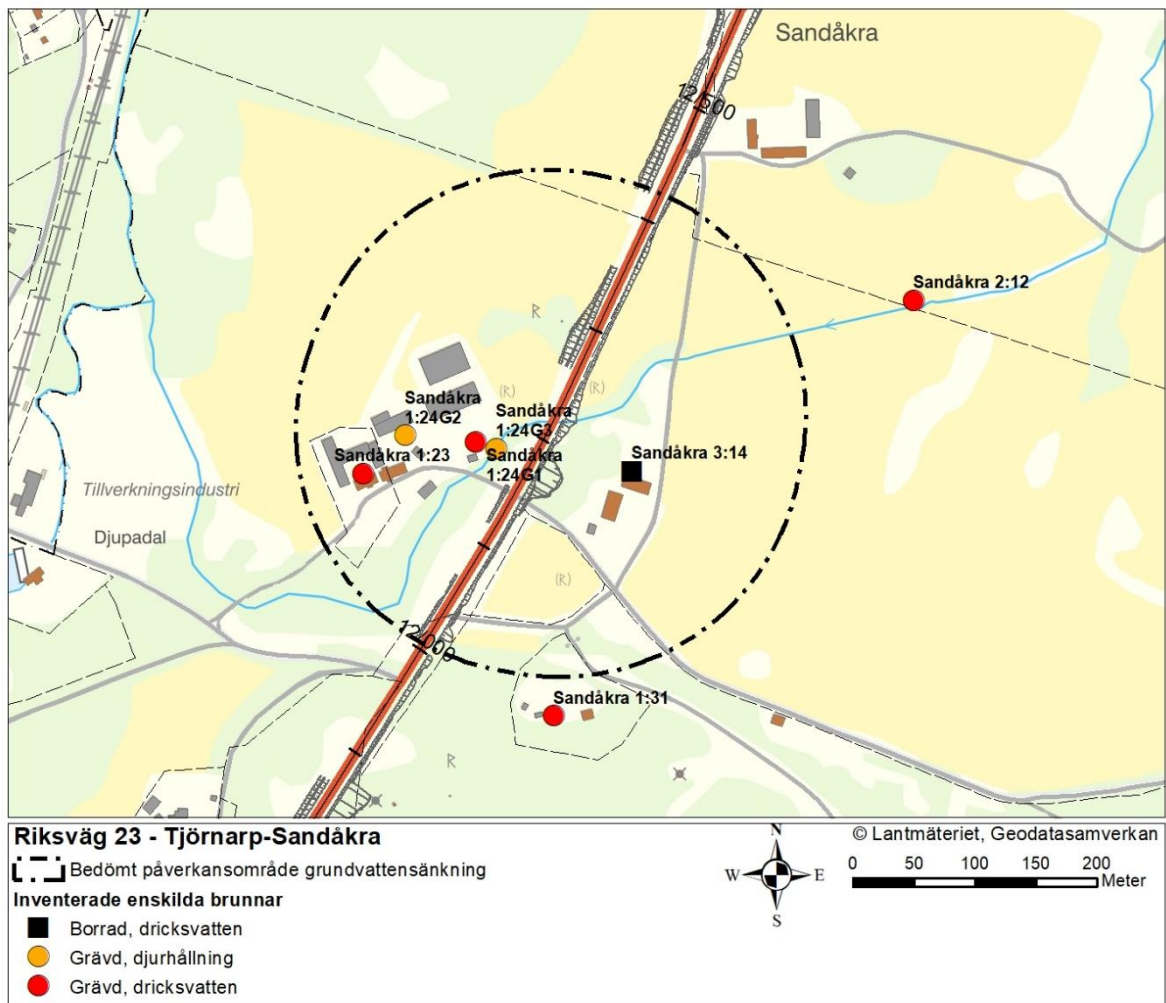 Sandåkra
12,500
Sandåkra 2:12
R
(R)
(R)
Sandåkra
1:24G2
Sandåkra
1:24G3
Sandåkra 1:23
Sandåkra
1:24G1
Sandåkra 3:14
Tillverkningsindustri
Djupadal
(R)
12,000
Sandåkra 1:31
R
Riksväg 23 - Tjörnarp-Sandåkra
Bedömt påverkansområde grundvattensänkning
Inventerade enskilda brunnar
Borrad, dricksvatten
Grävd, djurhållning
Grävd, dricksvatten
N
W E
S
© Lantmäteriet, Geodatasamverkan
0 50 100 150 200
Meter